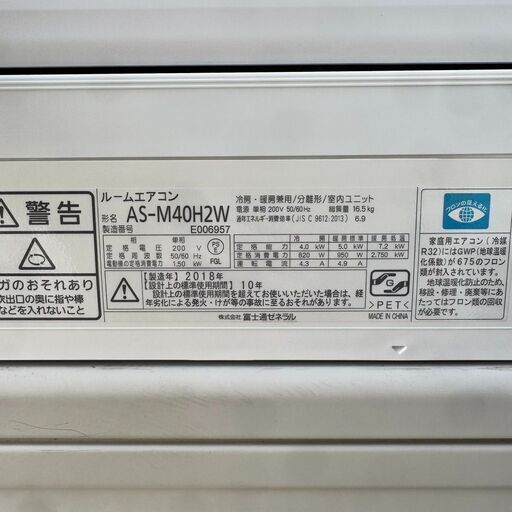 警告
ガのおそれあり
吹出口の奥に指や棒
などを入れないこと
ルームエアコン
形名 AS-M40H2W
製造番号 E006957
冷房・暖房兼用/分離形/室内ユニット
電源 単相 200V 50/60Hz 総質量 16.5kg
通年エネルギー消費効率(JIS C 9612:2013) 6.9
相 単相
定格電圧 200 V
定格周波数 50/60 Hz
電動機の定格消費電力 1.50 kW
PS
E
FGL
冷房 暖房 暖房低温
定格能力 4.0 kW 5.0 kW 7.2 kW
定格消費電力 820 W 950 W 2.750 kW
運転電流 4.3 A 4.9 A
【製造年】2018年
【設計上の標準使用期間】10年
設計上の標準使用期間を超えてお使いいただいた場合は、経
年劣化による発火・けが等の事故に至るおそれがあります。
G
>PET<
株式会社 富士通ゼネラル
MADE IN CHINA
フロンの見える化
家庭用エアコン(冷媒
R32)にはGWP(地球温暖
化係数)が675のフロン
類が封入されています。
地球温暖化防止のため、
移設・修理・廃棄等にあ
たってはフロン類の回収
が必要です。